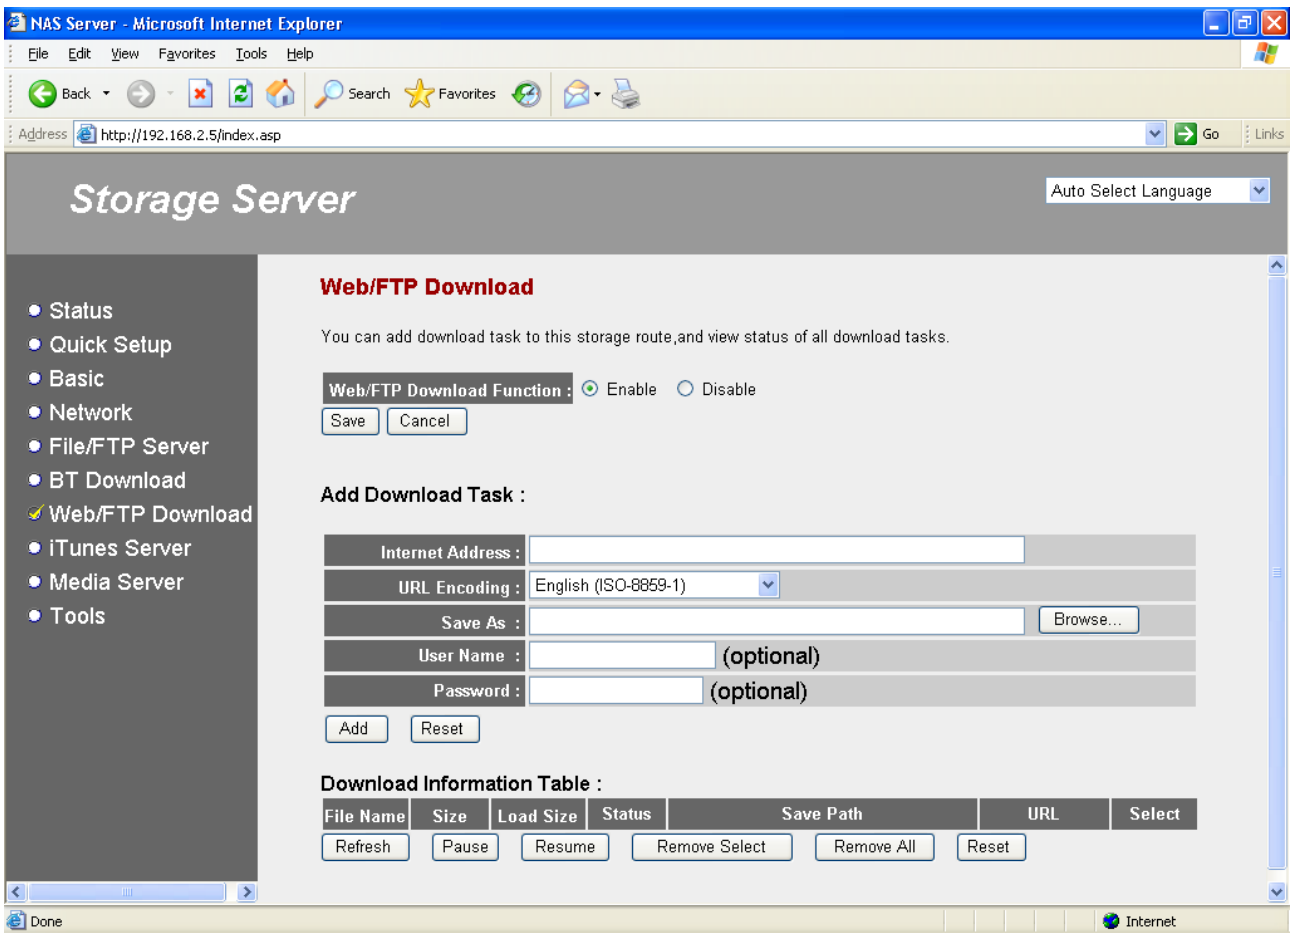 NAS Server - Microsoft Internet Explorer
File Edit View Favorites Tools Help
Back Search Favorites
Address http://192.168.2.5/index.asp Go Links
Storage Server
Auto Select Language
Status
Quick Setup
Basic
Network
File/FTP Server
BT Download
Web/FTP Download
iTunes Server
Media Server
Tools
Web/FTP Download
You can add download task to this storage route,and view status of all download tasks.
Web/FTP Download Function : Enable Disable
Save Cancel
Add Download Task :
Internet Address :
URL Encoding : English (ISO-8859-1)
Save As : Browse...
User Name : (optional)
Password : (optional)
Add Reset
Download Information Table :
File Name Size Load Size Status Save Path URL Select
Refresh Pause Resume Remove Select Remove All Reset
Done Internet